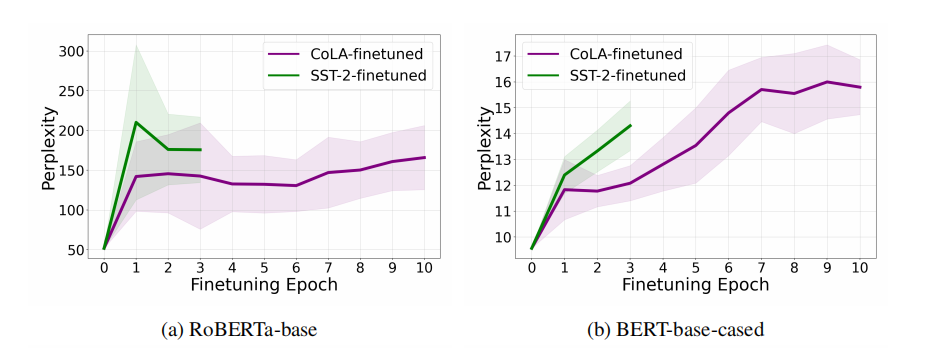 CoLA-finetuned
SST-2-finetuned
300
250
200
150
100
50
Perplexity
0 1 2 3 4 5 6 7 8 9 10
Finetuning Epoch
(a) RoBERTa-base
CoLA-finetuned
SST-2-finetuned
17
16
15
14
13
12
11
10
Perplexity
0 1 2 3 4 5 6 7 8 9 10
Finetuning Epoch
(b) BERT-base-cased